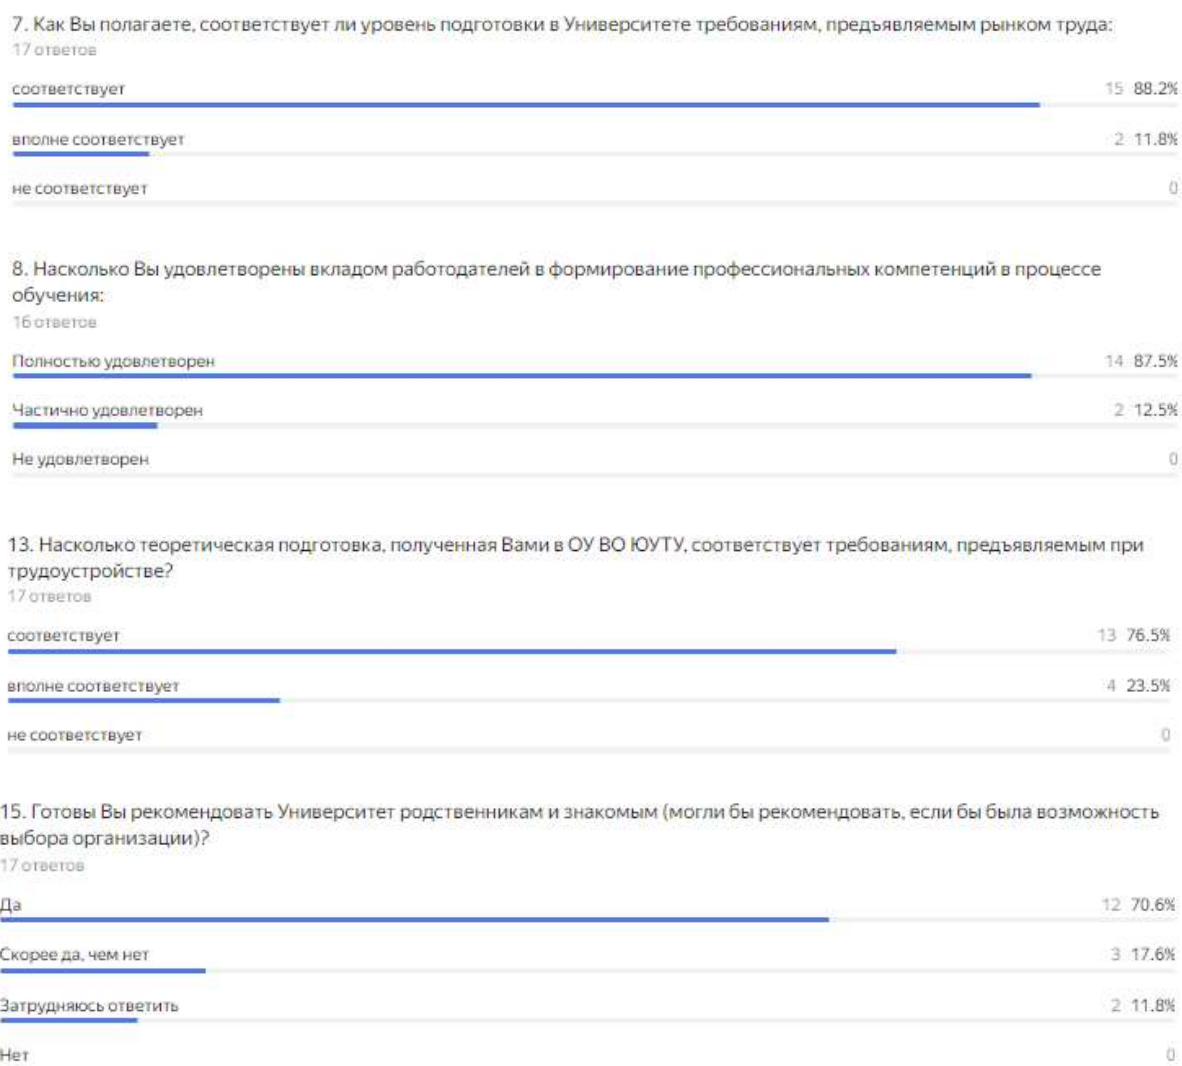 7. Как Вы полагаете, соответствует ли уровень подготовки в Университете требованиям, предъявляемым рынком труда:
17 ответов
соответствует 15 88.2%
вполне соответствует 2 11.8%
не соответствует 0
8. Насколько Вы удовлетворены вкладом работодателей в формирование профессиональных компетенций в процессе
обучения:
16 ответов
Полностью удовлетворен 14 87.5%
Частично удовлетворен 2 12.5%
Не удовлетворен 0
13. Насколько теоретическая подготовка, полученная Вами в ОУ ВО ЮУТУ, соответствует требованиям, предъявляемым при
трудоустройстве?
17 ответов
соответствует 13 76.5%
вполне соответствует 4 23.5%
не соответствует 0
15. Готовы Вы рекомендовать Университет родственникам и знакомым (могли бы рекомендовать, если бы была возможность
выбора организации)?
17 ответов
Да 12 70.6%
Скорее да, чем нет 3 17.6%
Затрудняюсь ответить 2 11.8%
Нет 0